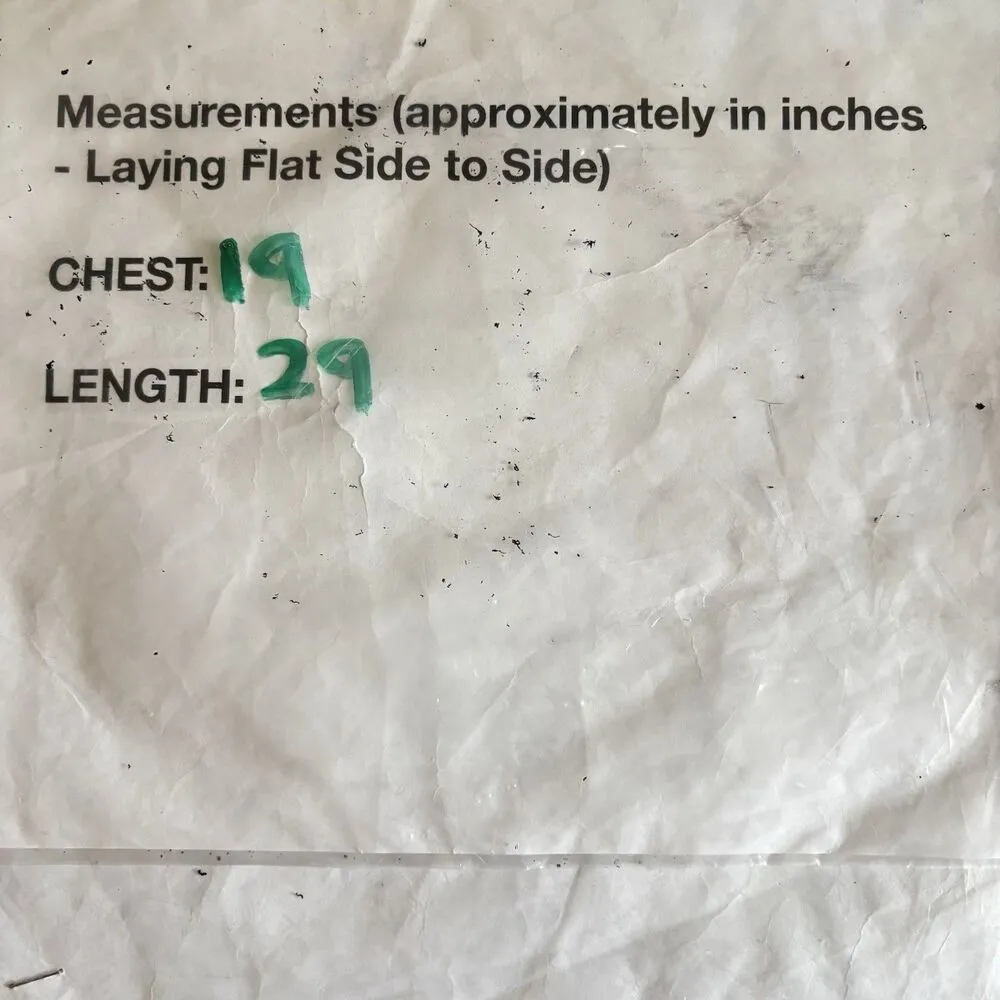 Measurements (approximately in inches
- Laying Flat Side to Side)
CHEST: 19
LENGTH: 29